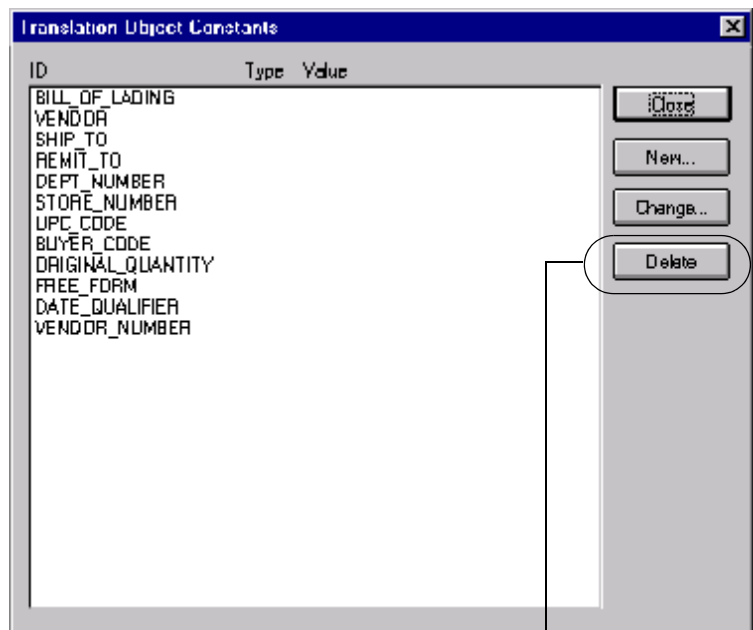 Translation Object Constants
ID Type Value
BILL_OF_LADING
VENDOR
SHIP_TO
REMIT_TO
DEPT_NUMBER
STORE_NUMBER
UPC_CODE
BUYER_CODE
ORIGINAL_QUANTITY
FREE_FORM
DATE_QUALIFIER
VENDOR_NUMBER
Close
New...
Change...
Delete